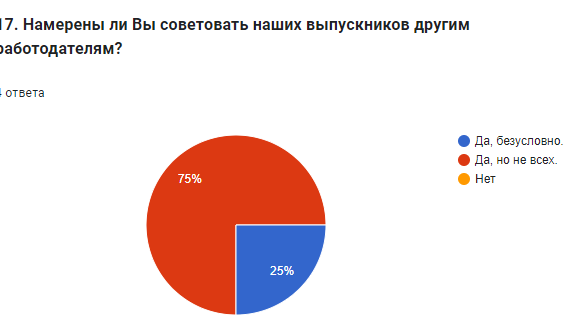 17. Намерены ли Вы советовать наших выпускников другим
работодателям?
4 ответа
Да, безусловно.
Да, но не всех.
Нет
75%
25%